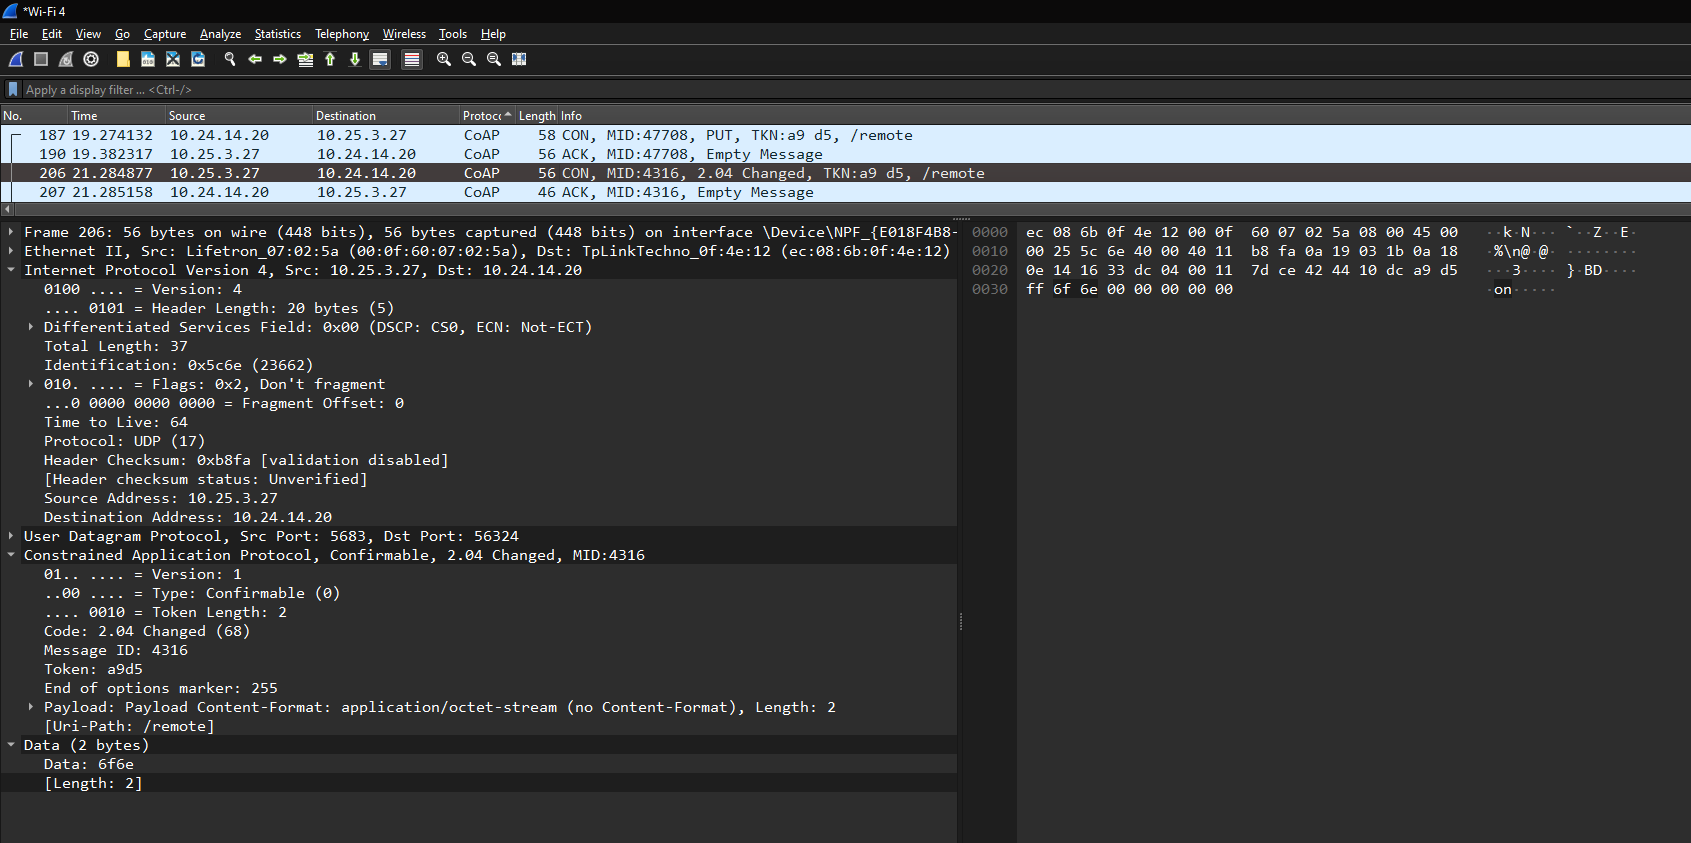 *Wi-Fi 4
File Edit View Go Capture Analyze Statistics Telephony Wireless Tools Help
Apply a display filter ... <Ctrl-/>
No. Time Source Destination Protoc Length Info
187 19.274132 10.24.14.20 10.25.3.27 CoAP 58 CON, MID:47708, PUT, TKN:a9 d5, /remote
190 19.382317 10.25.3.27 10.24.14.20 CoAP 56 ACK, MID:47708, Empty Message
206 21.284877 10.25.3.27 10.24.14.20 CoAP 56 CON, MID:4316, 2.04 Changed, TKN:a9 d5, /remote
207 21.285158 10.24.14.20 10.25.3.27 CoAP 46 ACK, MID:4316, Empty Message
Frame 206: 56 bytes on wire (448 bits), 56 bytes captured (448 bits) on interface \Device\NPF_{E018F4B8-
Ethernet II, Src: Lifetron_07:02:5a (00:0f:60:07:02:5a), Dst: TpLinkTechno_0f:4e:12 (ec:08:6b:0f:4e:12)
Internet Protocol Version 4, Src: 10.25.3.27, Dst: 10.24.14.20
0100 .... = Version: 4
.... 0101 = Header Length: 20 bytes (5)
Differentiated Services Field: 0x00 (DSCP: CS0, ECN: Not-ECT)
Total Length: 37
Identification: 0x5c6e (23662)
010. .... = Flags: 0x2, Don't fragment
...0 0000 0000 0000 = Fragment Offset: 0
Time to Live: 64
Protocol: UDP (17)
Header Checksum: 0xb8fa [validation disabled]
[Header checksum status: Unverified]
Source Address: 10.25.3.27
Destination Address: 10.24.14.20
User Datagram Protocol, Src Port: 5683, Dst Port: 56324
Constrained Application Protocol, Confirmable, 2.04 Changed, MID:4316
01.. .... = Version: 1
..00 .... = Type: Confirmable (0)
.... 0010 = Token Length: 2
Code: 2.04 Changed (68)
Message ID: 4316
Token: a9d5
End of options marker: 255
Payload: Payload Content-Format: application/octet-stream (no Content-Format), Length: 2
[Uri-Path: /remote]
Data (2 bytes)
Data: 6f6e
[Length: 2]
0000 ec 08 6b 0f 4e 12 00 0f 60 07 02 5a 08 00 45 00 ··k·N··· `··Z··E·
0010 00 25 5c 6e 40 00 40 11 b8 fa 0a 19 03 1b 0a 18 ·%\n@·@· ········
0020 0e 14 16 33 dc 04 00 11 7d ce 42 44 10 dc a9 d5 ···3···· }·BD····
0030 ff 6f 6e 00 00 00 00 00 ·on·····